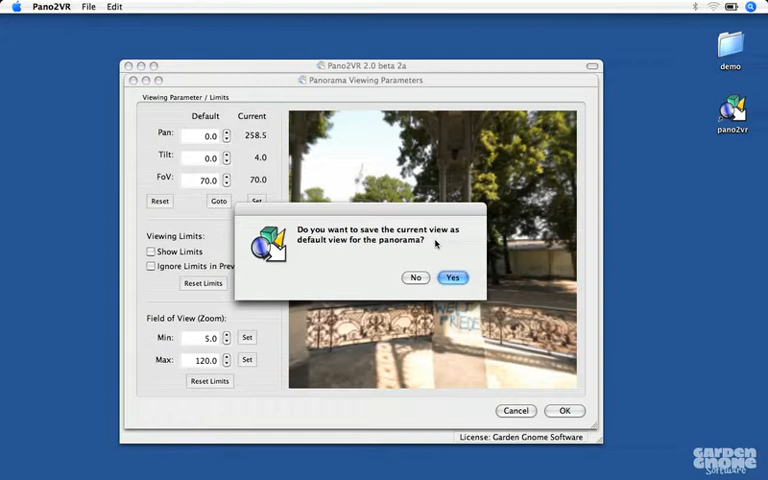 Pano2VR File Edit
demo
pano2vr
Pano2VR 2.0 beta 2a
Panorama Viewing Parameters
Viewing Parameter / Limits
Default Current
Pan: 0.0 258.5
Tilt: 0.0 4.0
FoV: 70.0 70.0
Reset Goto Set
Do you want to save the current view as
default view for the panorama?
No Yes
Viewing Limits:
Show Limits
Ignore Limits in Prev
Reset Limits
Field of View (Zoom)
Min: 5.0 Set
Max: 120.0 Set
Reset Limits
Cancel OK
License: Garden Gnome Software
GARDEN
GNOME
Software